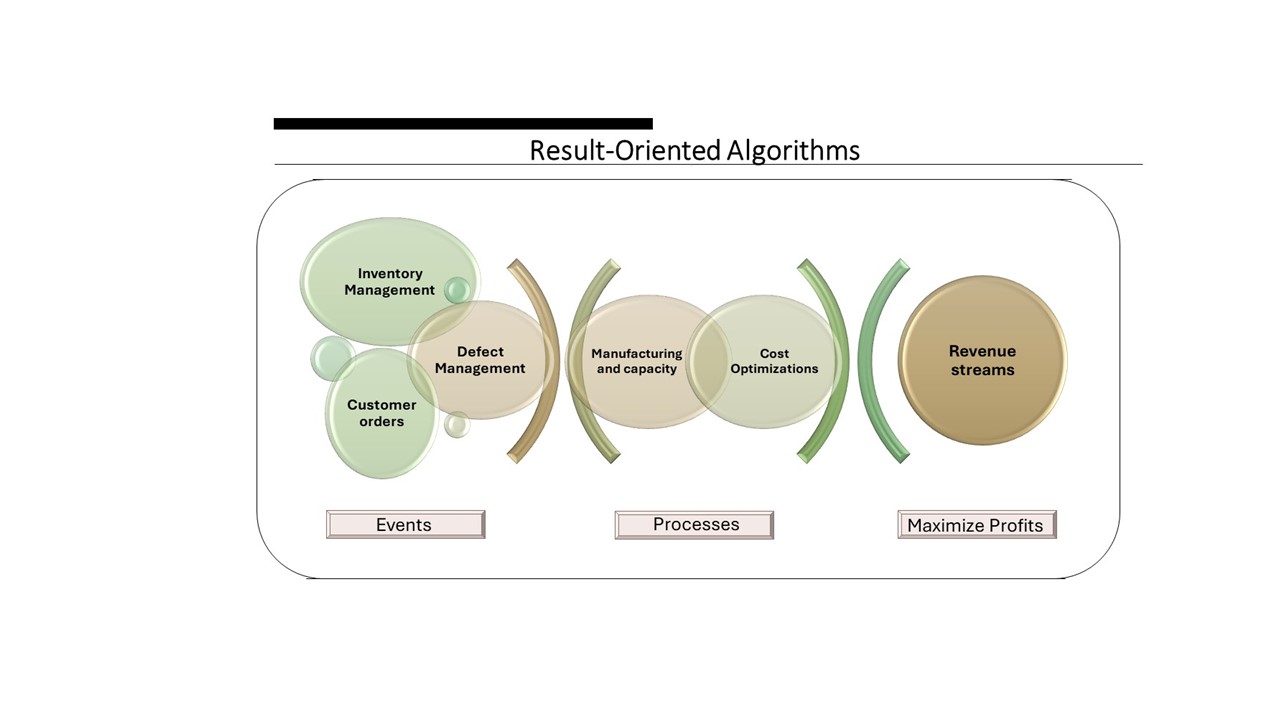 Result-Oriented Algorithms
Inventory
Management
Defect
Management
Customer
orders
Manufacturing
and capacity
Cost
Optimizations
Revenue
streams
Events
Processes
Maximize Profits